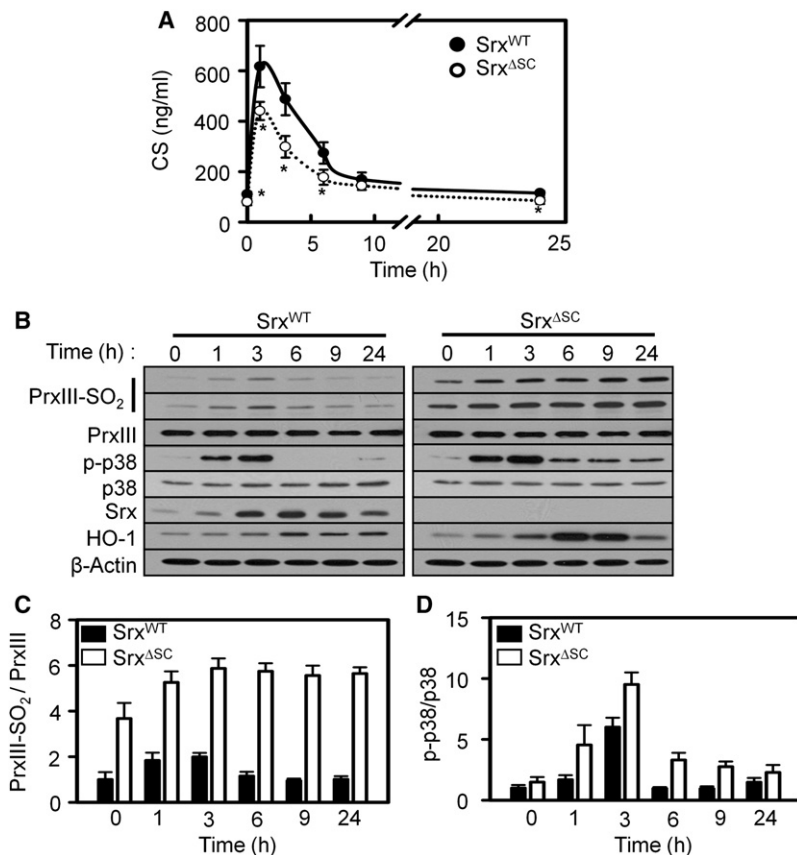 A
CS (ng/ml)
800
600
400
200
0
Srx^WT
Srx^ΔSC
*
*
*
*
*
0 5 10 20 25
Time (h)
B
Srx^WT Srx^ΔSC
Time (h) : 0 1 3 6 9 24 0 1 3 6 9 24
PrxIII-SO₂
PrxIII
p-p38
p38
Srx
HO-1
β-Actin
C
PrxIII-SO₂ / PrxIII
8
6
4
2
0
Srx^WT
Srx^ΔSC
0 1 3 6 9 24
Time (h)
D
p-p38/p38
15
10
5
0
Srx^WT
Srx^ΔSC
0 1 3 6 9 24
Time (h)